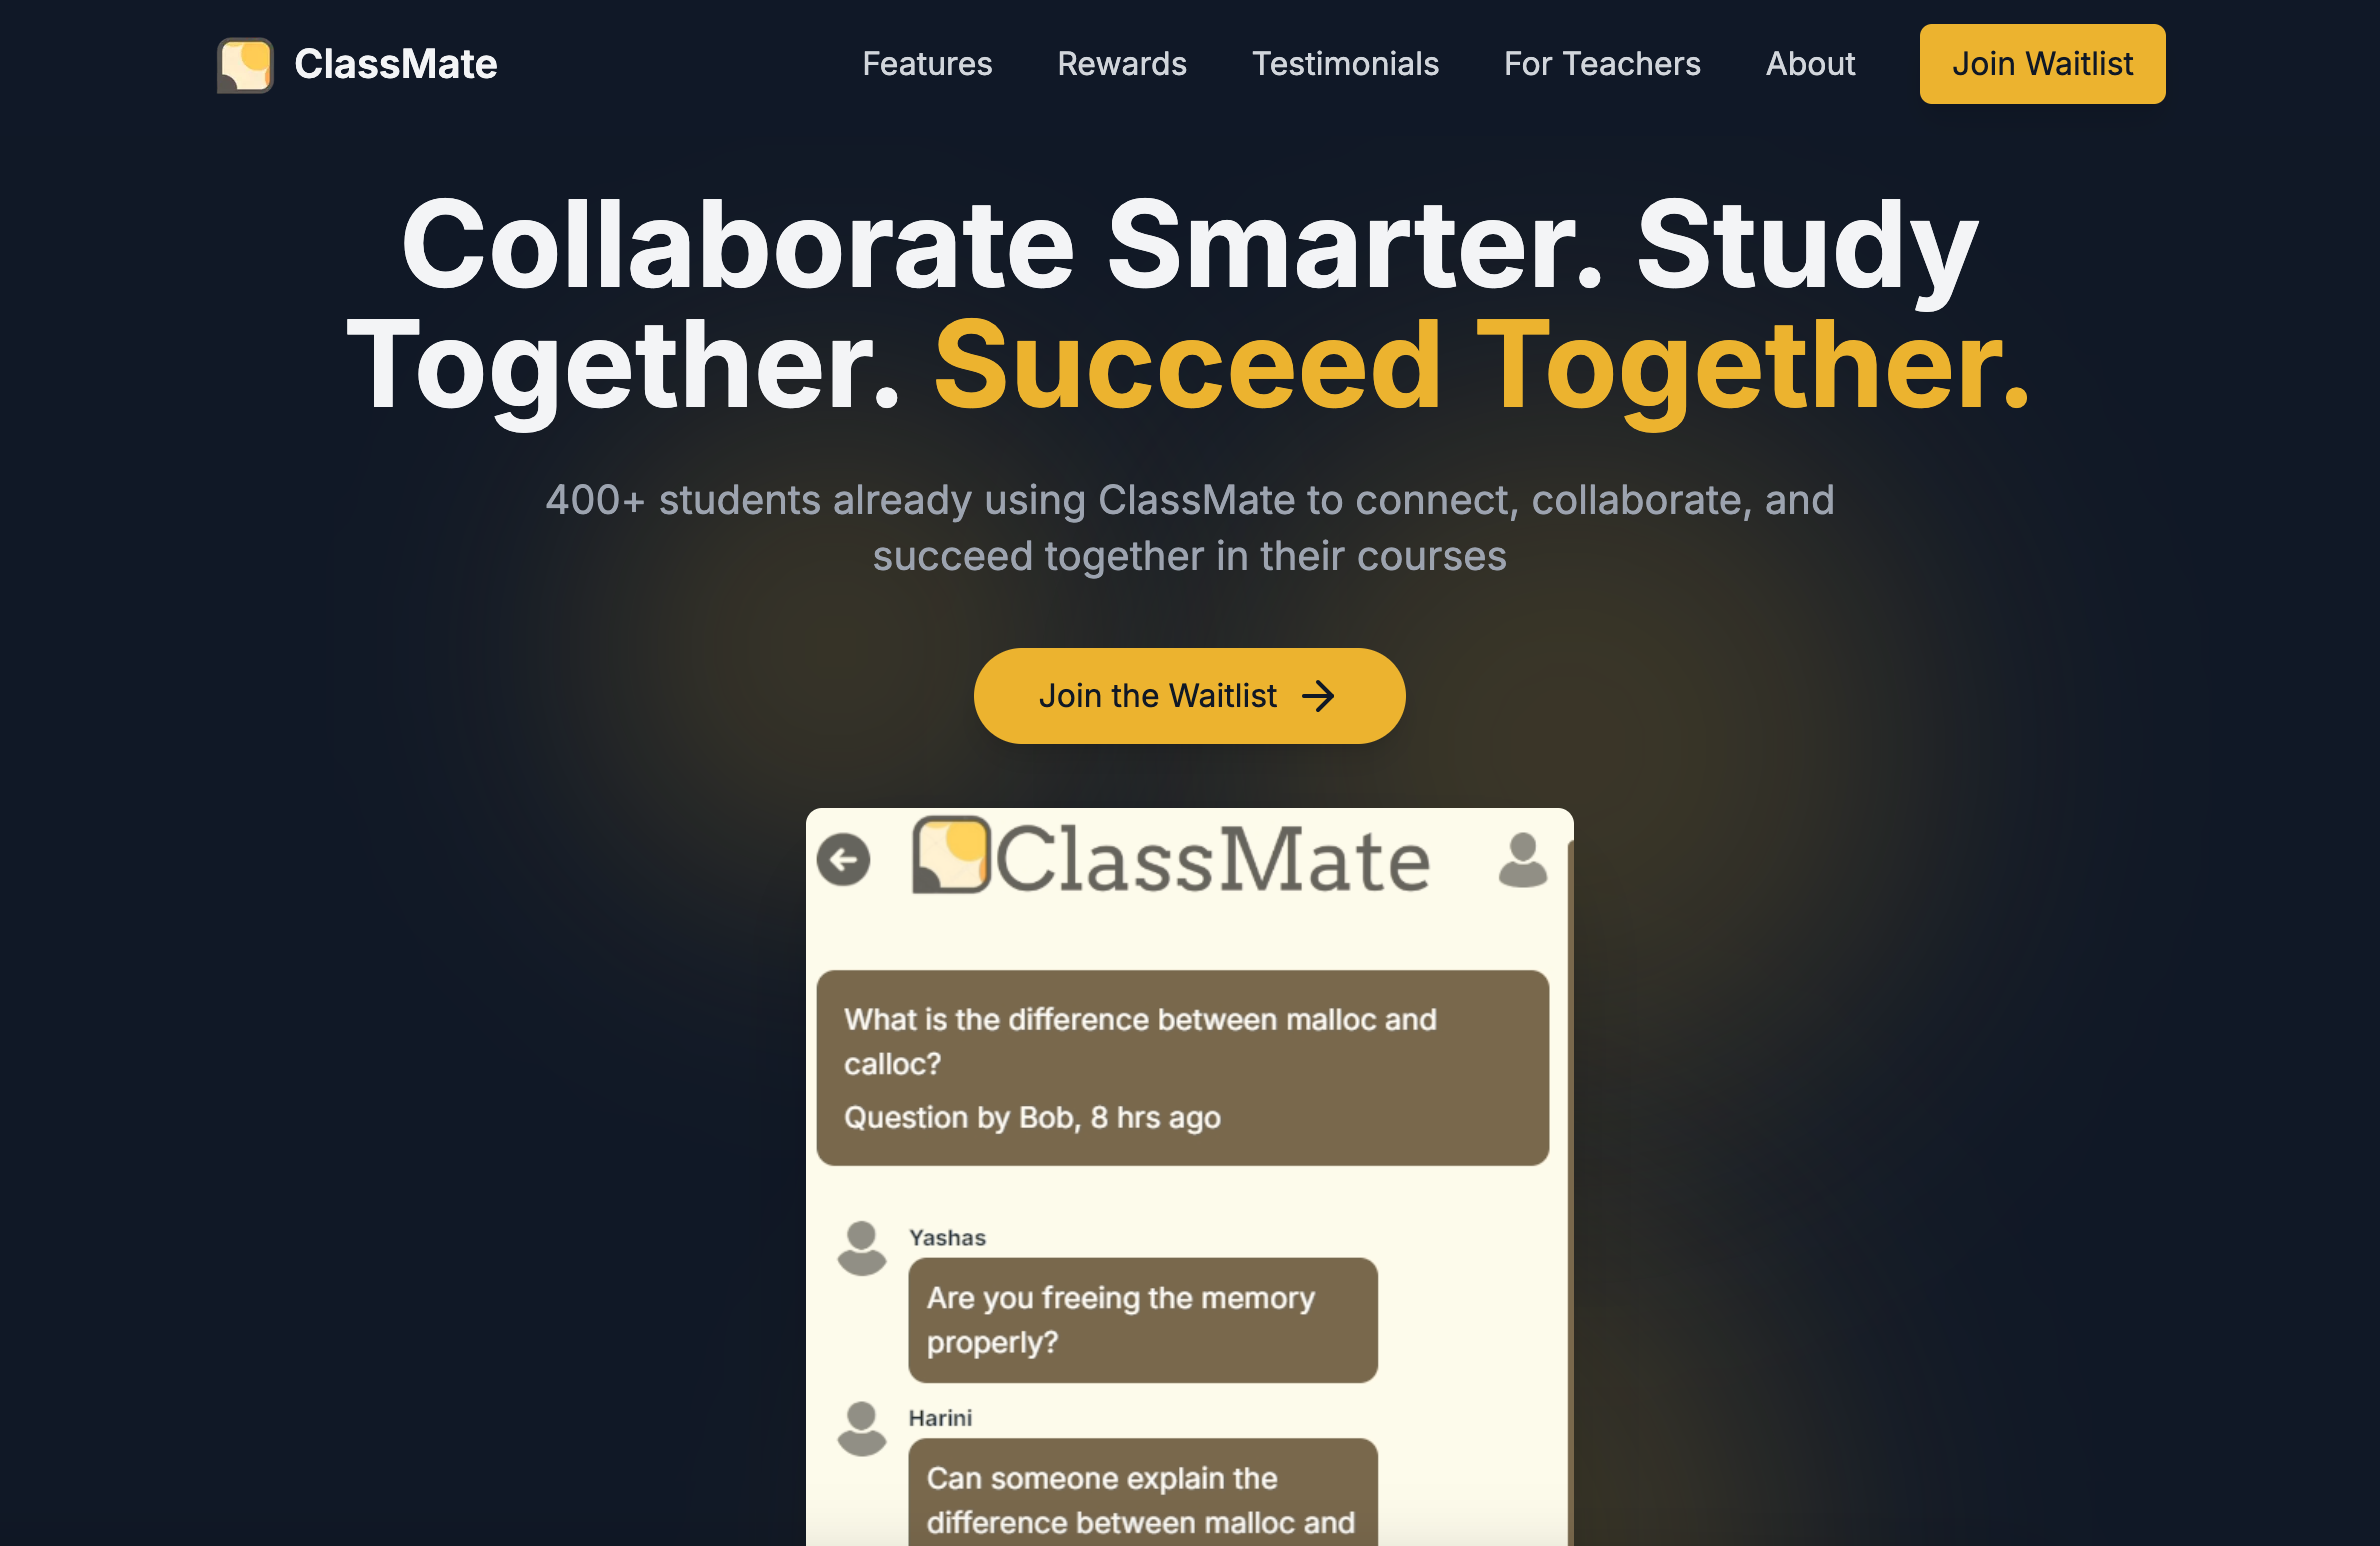 ClassMate
Features
Rewards
Testimonials
For Teachers
About
Join Waitlist
Collaborate Smarter. Study
Together. Succeed Together.
400+ students already using ClassMate to connect, collaborate, and
succeed together in their courses
Join the Waitlist
ClassMate
What is the difference between malloc and
calloc?
Question by Bob, 8 hrs ago
Yashas
Are you freeing the memory
properly?
Harini
Can someone explain the
difference between malloc and